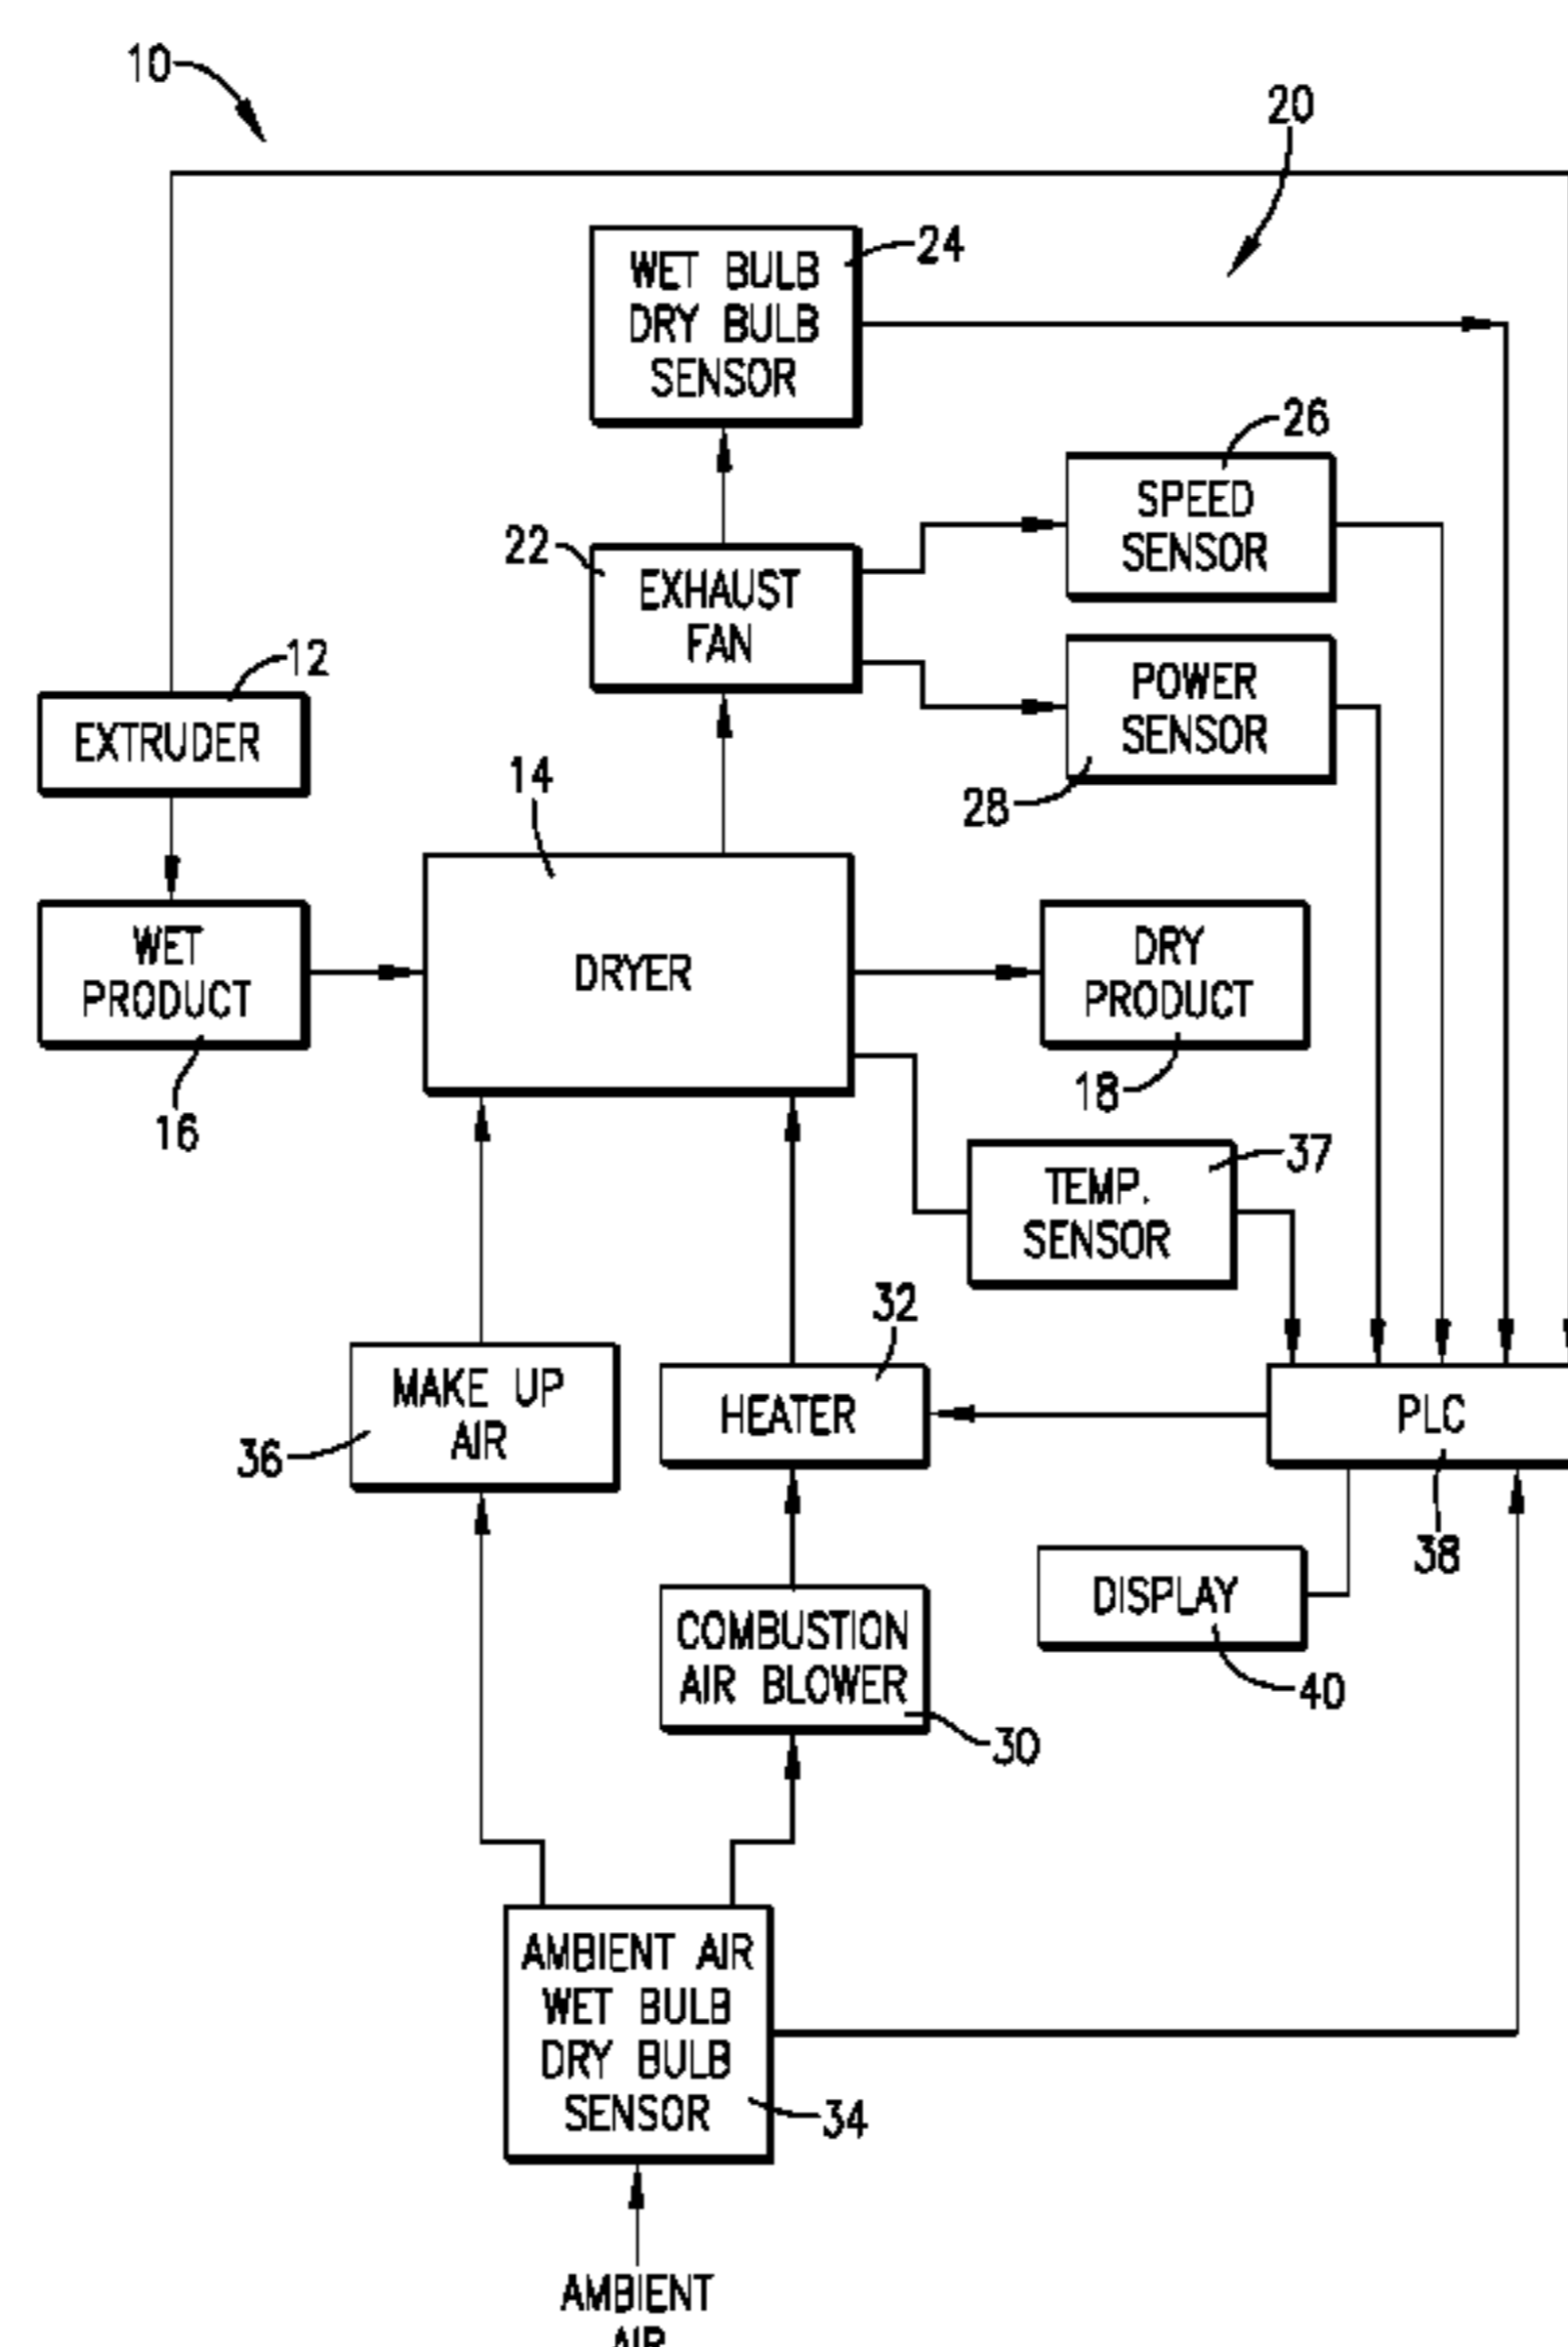 10
20
WET BULB
DRY BULB
SENSOR
24
26
SPEED
SENSOR
22
EXHAUST
FAN
POWER
SENSOR
28
12
EXTRUDER
14
WET
PRODUCT
16
DRYER
DRY
PRODUCT
18
37
TEMP.
SENSOR
32
MAKE UP
AIR
36
HEATER
PLC
38
DISPLAY
40
COMBUSTION
AIR BLOWER
30
AMBIENT AIR
WET BULB
DRY BULB
SENSOR
34
AMBIENT
AIR